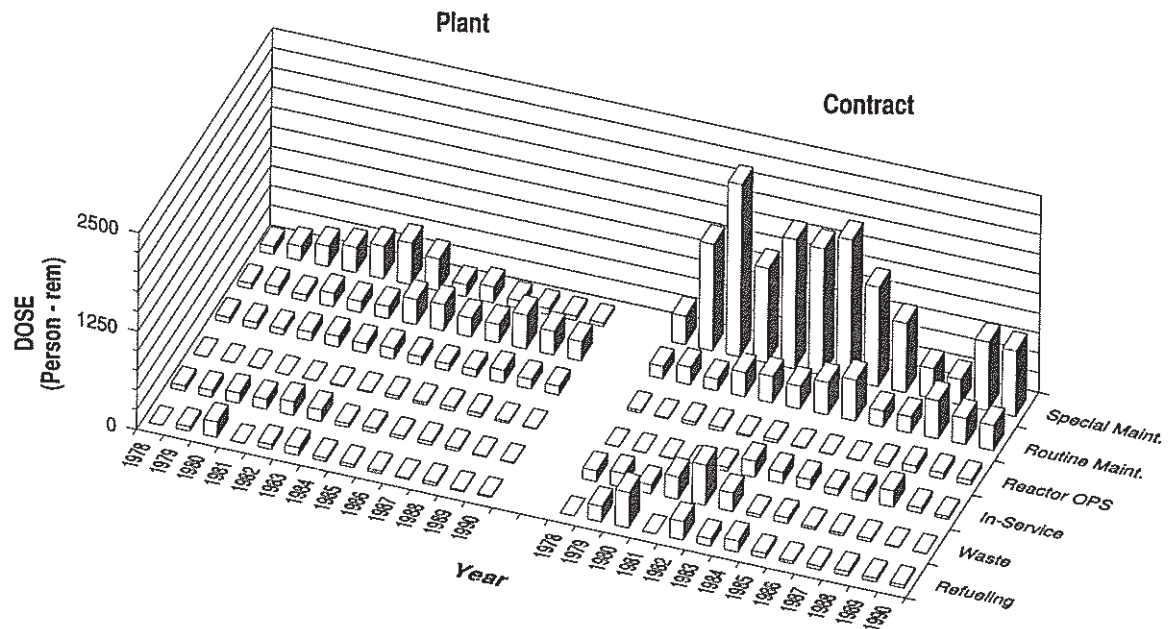 Plant
Contract
2500
1250
0
DOSE
(Person - rem)
1978
1979
1980
1981
1982
1983
1984
1985
1986
1987
1988
1989
1990
1978
1979
1980
1981
1982
1983
1984
1985
1986
1987
1988
1989
1990
Year
Special Maint.
Routine Maint.
Reactor OPS
In-Service
Waste
Refueling